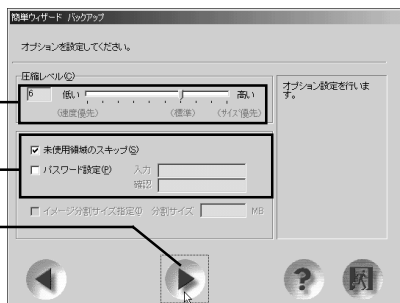 簡単ウィザード バックアップ
オプションを設定してください。
圧縮レベル(C)
6 低い 高い
(速度優先) (標準) (サイズ優先)
オプション設定を行いま
す。
未使用領域のスキップ(S)
パスワード設定(P) 入力
確認
イメージ分割サイズ指定(I) 分割サイズ MB
?